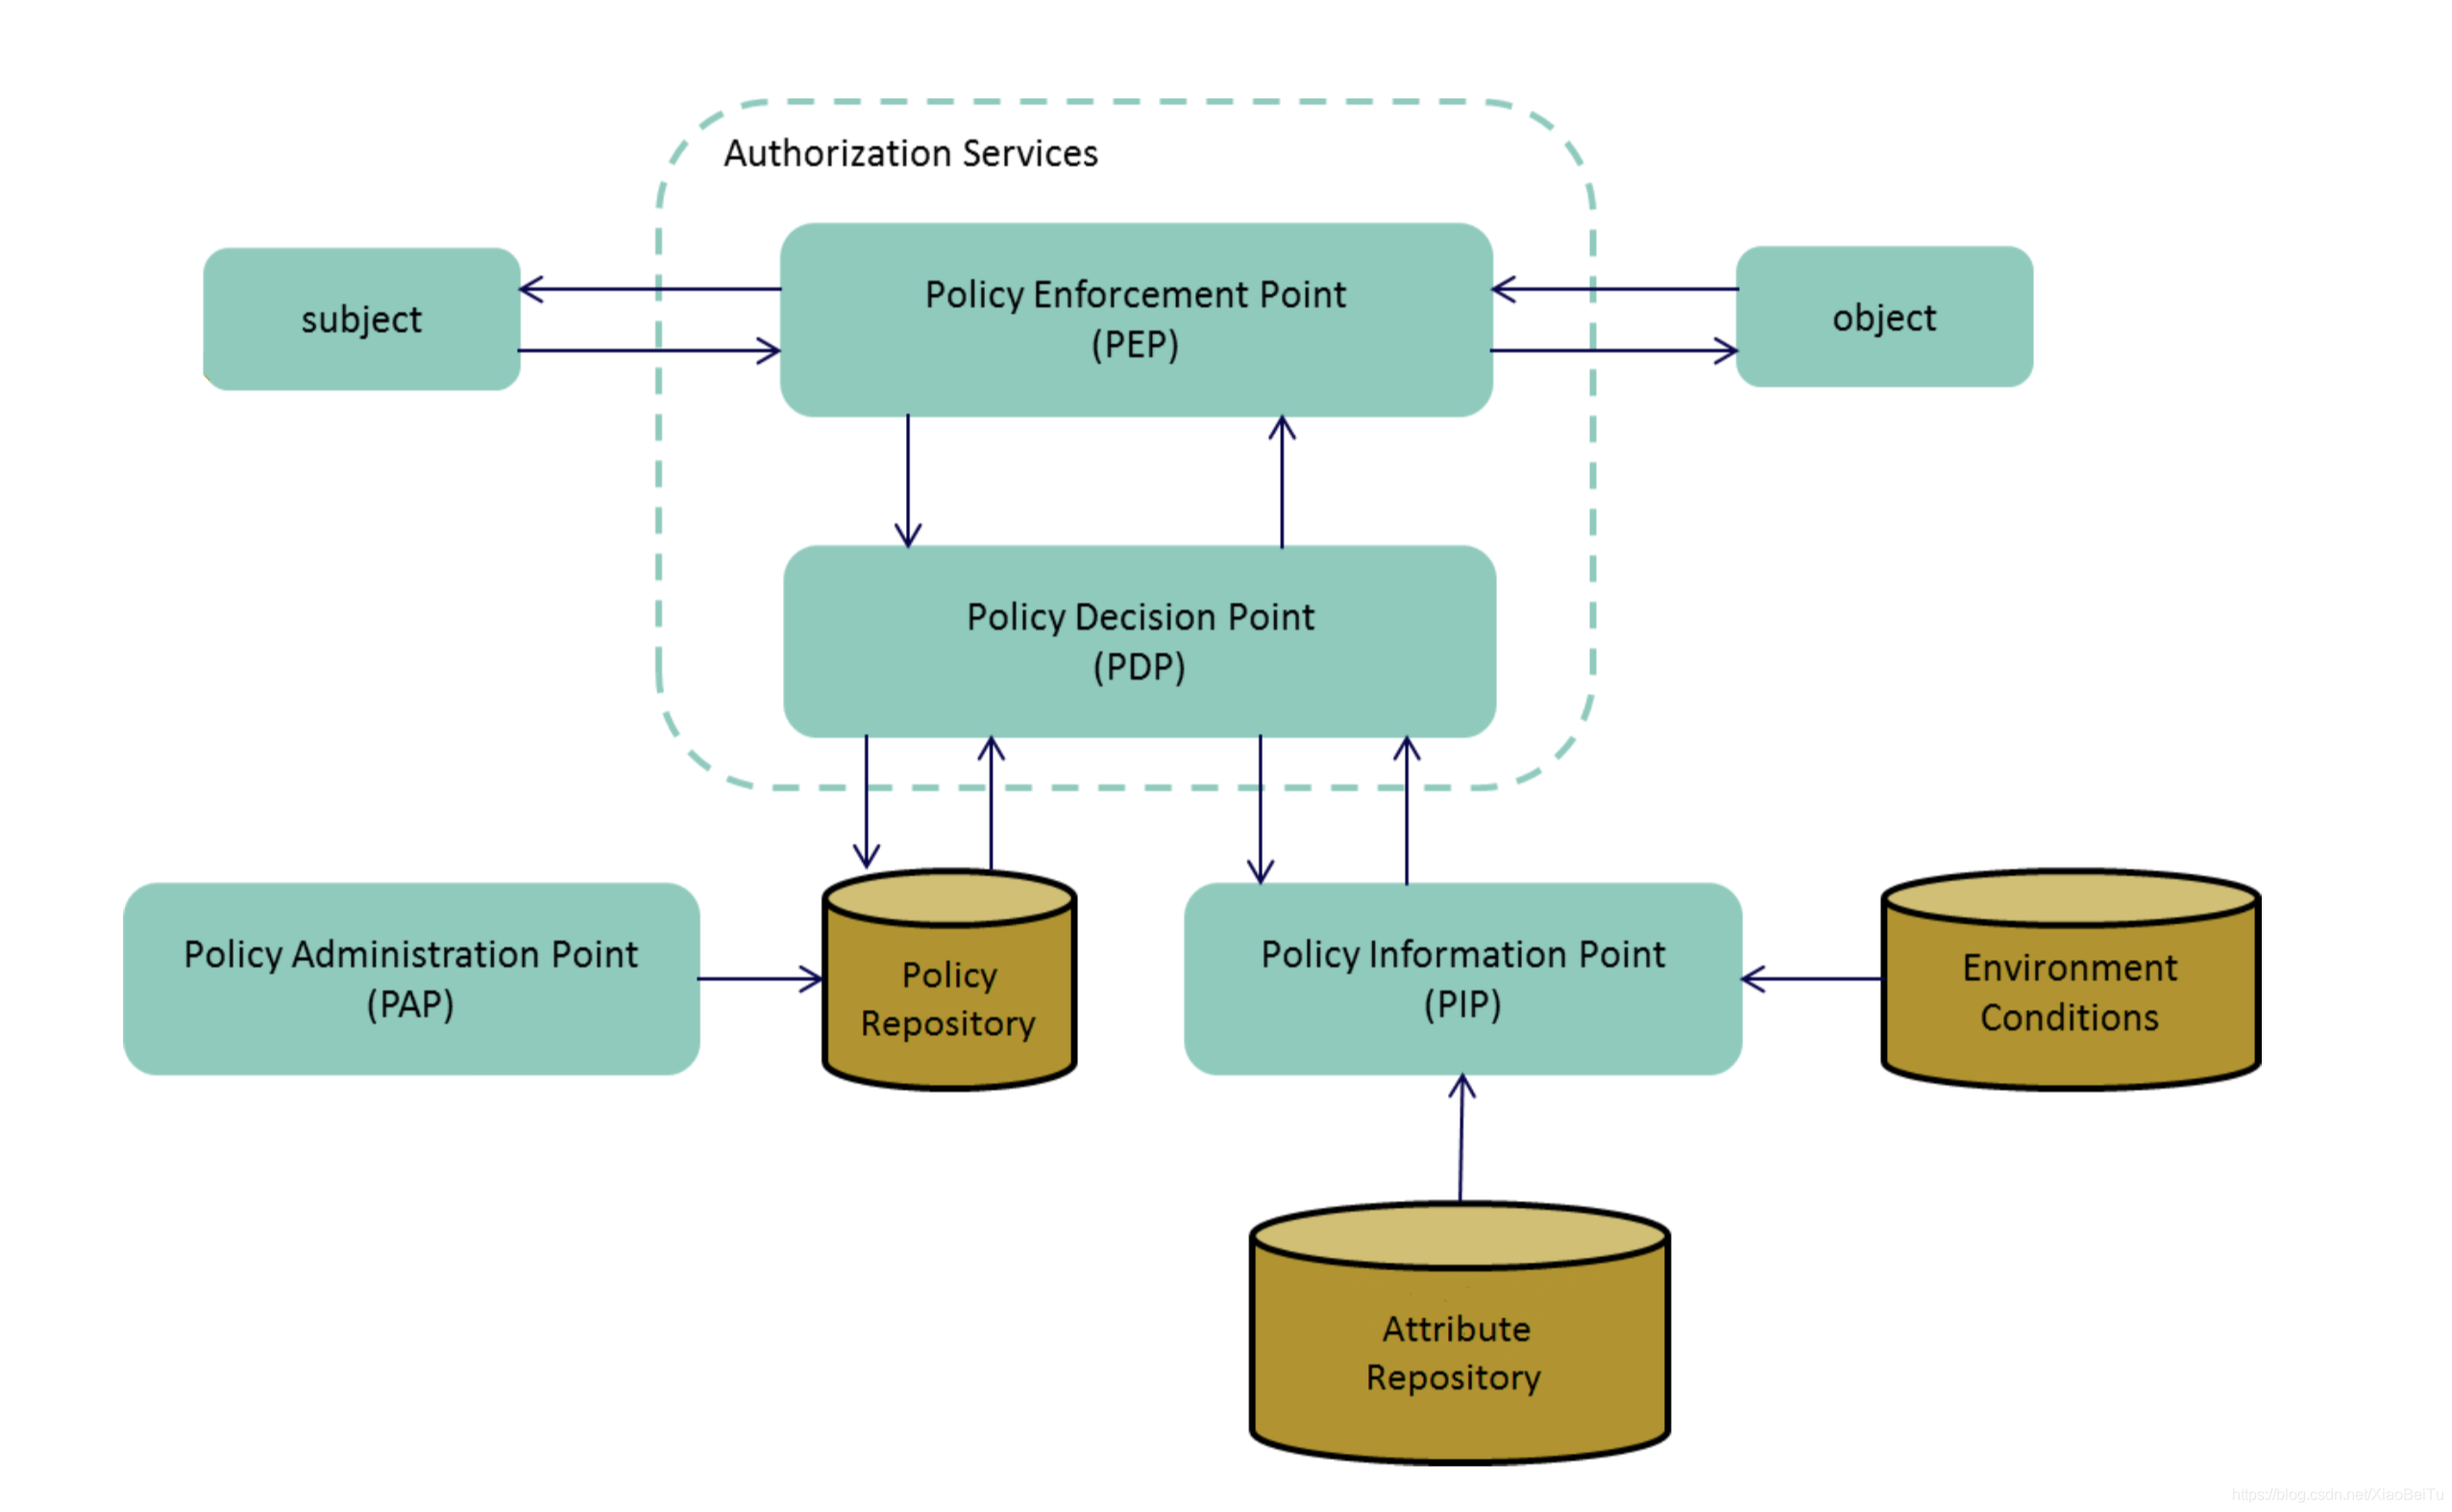 Authorization Services
subject
Policy Enforcement Point
(PEP)
object
Policy Decision Point
(PDP)
Policy Administration Point
(PAP)
Policy
Repository
Policy Information Point
(PIP)
Environment
Conditions
Attribute
Repository
https://blog.csdn.net/XiaoBeiTu